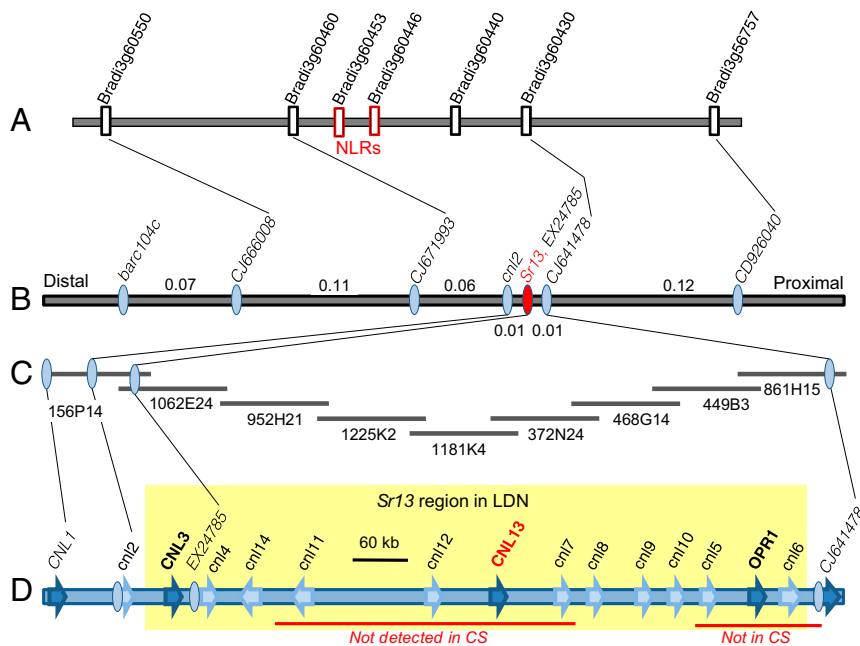 A
Bradi3g60550
Bradi3g60460
Bradi3g60453
Bradi3g60446
Bradi3g60440
Bradi3g60430
Bradi3g56757
NLRs
B
Distal
Proximal
barc104c
CJ666008
CJ671993
cnl2
Sr13, EX24785
CJ641478
CD926040
0.07
0.11
0.06
0.12
0.01 0.01
C
156P14
1062E24
952H21
1225K2
1181K4
372N24
468G14
449B3
861H15
D
Sr13 region in LDN
60 kb
CNL1
cnl2
CNL3
EX24785
cnl4
cnl14
cnl11
cnl12
CNL13
cnl7
cnl8
cnl9
cnl10
cnl5
OPR1
cnl6
CJ641478
Not detected in CS
Not in CS